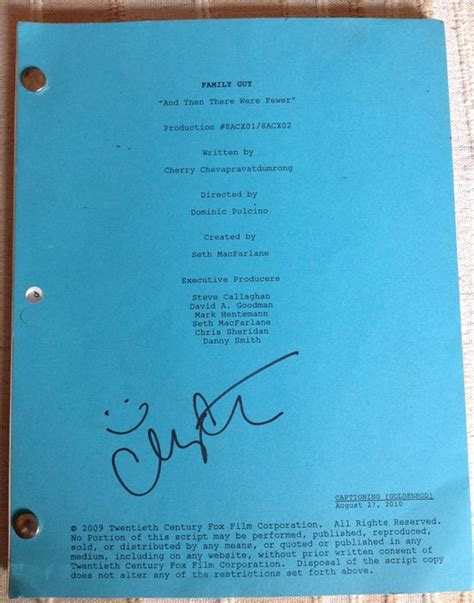 FAMILY GUY
"And Then There Were Fewer"
Production #8ACX01/8ACX02
Written by
Cherry Chevapravatdumrong
Directed by
Dominic Polcino
Created by
Seth MacFarlane
Executive Producers
Steve Callaghan
David A. Goodman
Mark Hentemann
Seth MacFarlane
Chris Sheridan
Danny Smith
CAPTIONING (GOLDENROD)
August 27, 2010
© 2009 Twentieth Century Fox Film Corporation. All Rights Reserved.
No Portion of this script may be performed, published, reproduced,
sold, or distributed by any means, or quoted or published in any
medium, including on any website, without prior written consent of
Twentieth Century Fox Film Corporation. Disposal of the script copy
does not alter any of the restrictions set forth above.